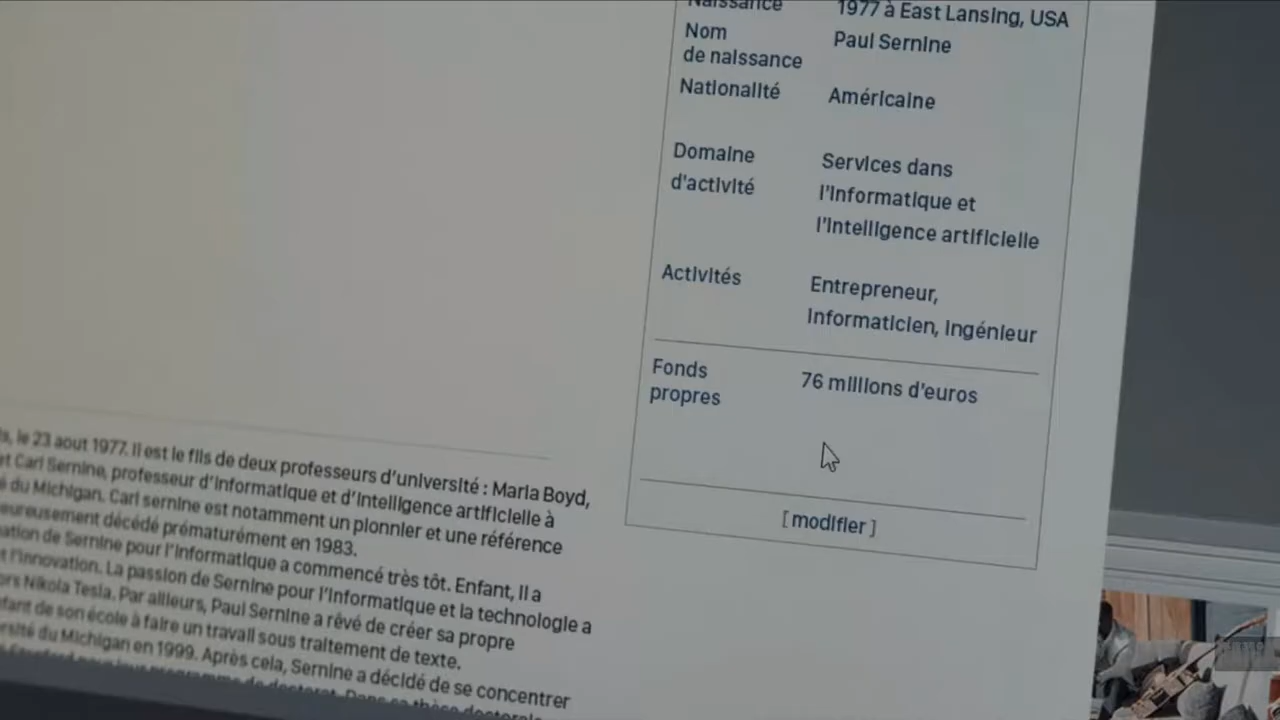 Naissance 1977 à East Lansing, USA
Nom de naissance Paul Sernine
Nationalité Américaine
Domaine d'activité Services dans
l'Informatique et
l'Intelligence artificielle
Activités Entrepreneur,
Informaticien, Ingénieur
Fonds propres 76 millions d'euros
[ modifier ]
le 23 aout 1977. Il est le fils de deux professeurs d'université : Maria Boyd,
et Carl Sernine, professeur d'informatique et d'intelligence artificielle à
du Michigan. Carl sernine est notamment un pionnier et une référence
décédé prématurément en 1983.
de Sernine pour l'informatique a commencé très tôt. Enfant, il a
l'innovation. La passion de Sernine pour l'informatique et la technologie a
Nikola Tesla. Par ailleurs, Paul Sernine a rêvé de créer sa propre
de son école à faire un travail sous traitement de texte.
du Michigan en 1999. Après cela, Sernine a décidé de se concentrer